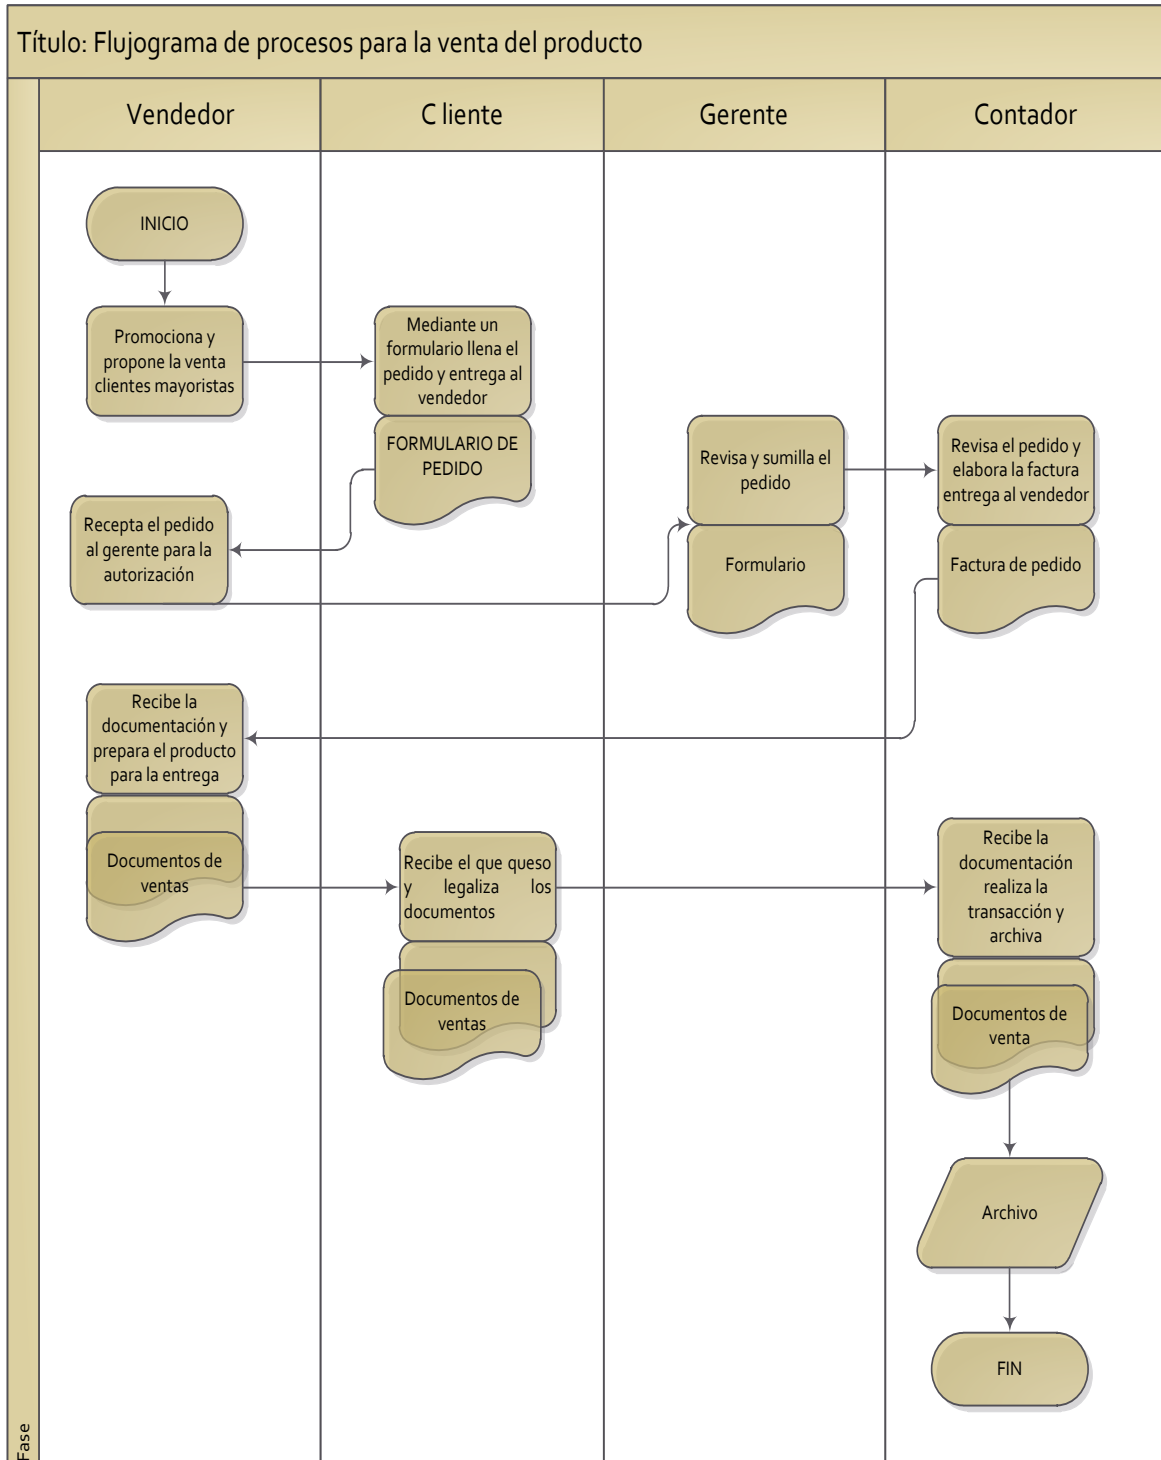 Título: Flujograma de procesos para la venta del producto
Vendedor
C liente
Gerente
Contador
INICIO
Promociona y
propone la venta
clientes mayoristas
Mediante un
formulario llena el
pedido y entrega al
vendedor
FORMULARIO DE
PEDIDO
Revisa y sumilla el
pedido
Revisa el pedido y
elabora la factura
entrega al vendedor
Recepta el pedido
al gerente para la
autorización
Formulario
Factura de pedido
Recibe la
documentación y
prepara el producto
para la entrega
Documentos de
ventas
Recibe el que queso
y legaliza los
documentos
Documentos de
ventas
Recibe la
documentación
realiza la
transacción y
archiva
Documentos de
venta
Archivo
FIN
Fase